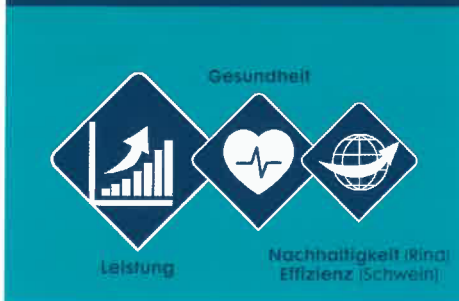 Gesundheit
Leistung
Nachhaltigkeit (Rind)
Effizienz (Schwein)